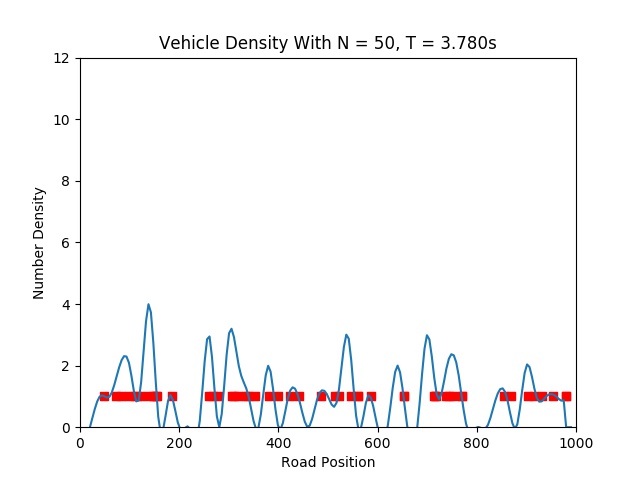 Vehicle Density With N = 50, T = 3.780s
12
10
8
6
4
2
0
Number Density
0 200 400 600 800 1000
Road Position